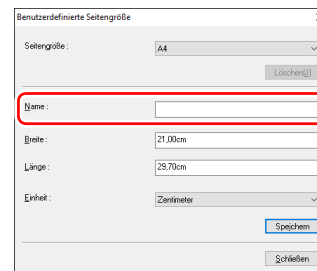 Benutzerdefinierte Seitengröße
Seitengröße :
A4
Löschen(J)
Name :
Breite :
21,00cm
Länge :
29,70cm
Einheit :
Zentimeter
Speichern
Schließen